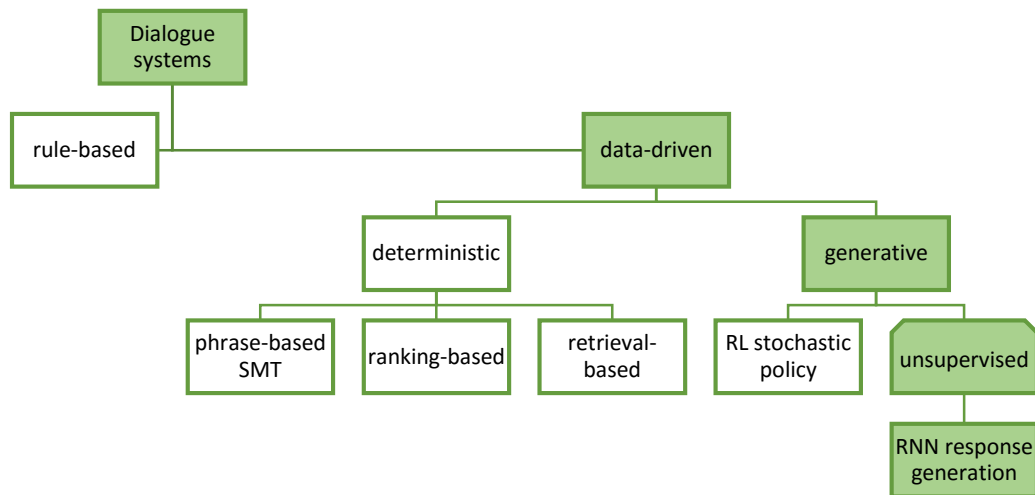 Dialogue
systems
rule-based
data-driven
deterministic
generative
phrase-based
SMT
ranking-based
retrieval-
based
RL stochastic
policy
unsupervised
RNN response
generation